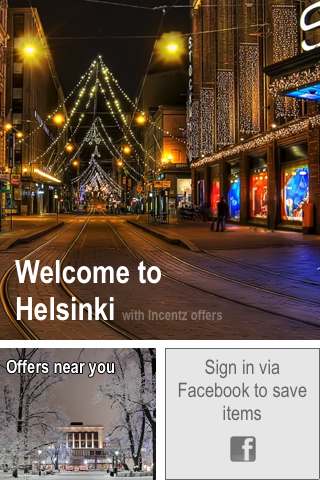 S
Welcome to
Helsinki with Incentz offers
Offers near you
Sign in via
Facebook to save
items
f